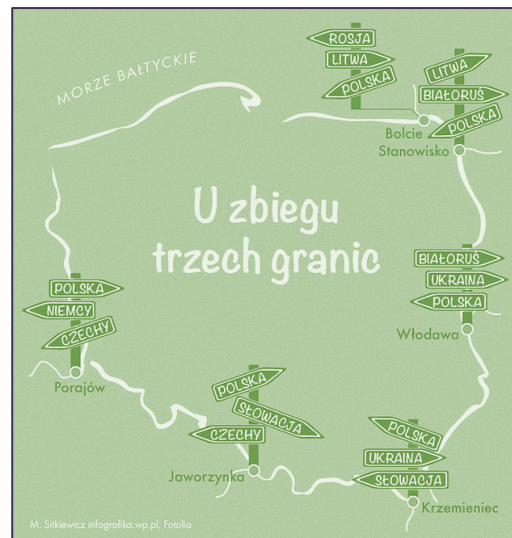 ROSJA
LITWA
POLSKA
LITWA
BIAŁORUŚ
POLSKA
MORZE BAŁTYCKIE
Bolcie
Stanowisko
U zbiegu
trzech granic
BIAŁORUŚ
UKRAINA
POLSKA
Włodawa
POLSKA
NIEMCY
CZECHY
Porajów
POLSKA
SŁOWACJA
CZECHY
Jaworzynka
POLSKA
UKRAINA
SŁOWACJA
Krzemieniec
M. Sitkiewicz infografika.wp.pl, Fotolia